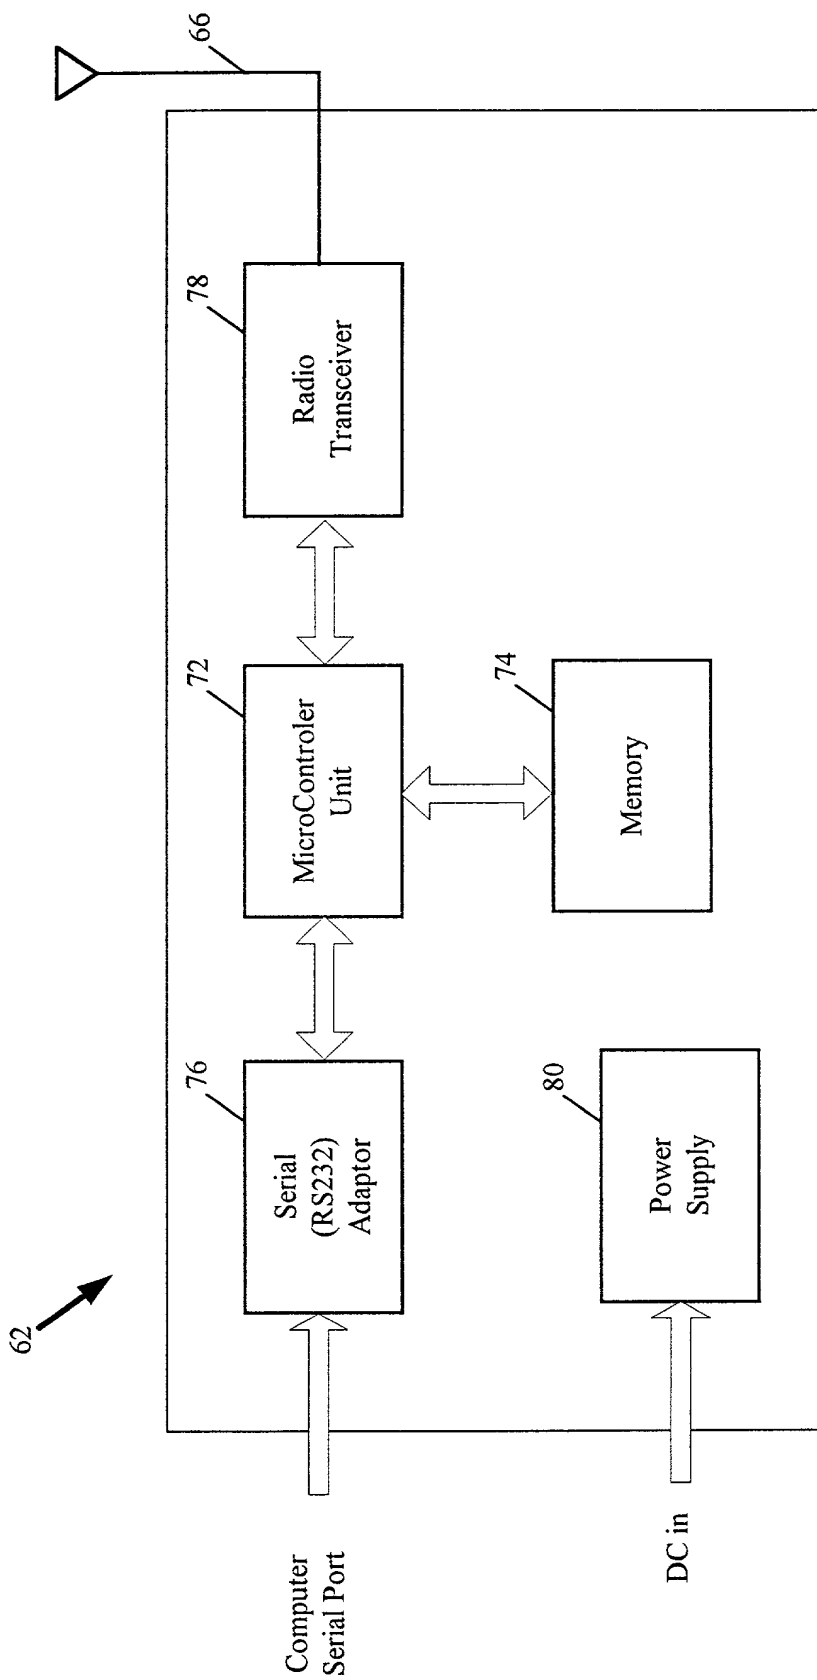 62
66
76
72
78
Computer
Serial Port
Serial
(RS232)
Adaptor
MicroControler
Unit
Radio
Transceiver
80
74
DC in
Power
Supply
Memory